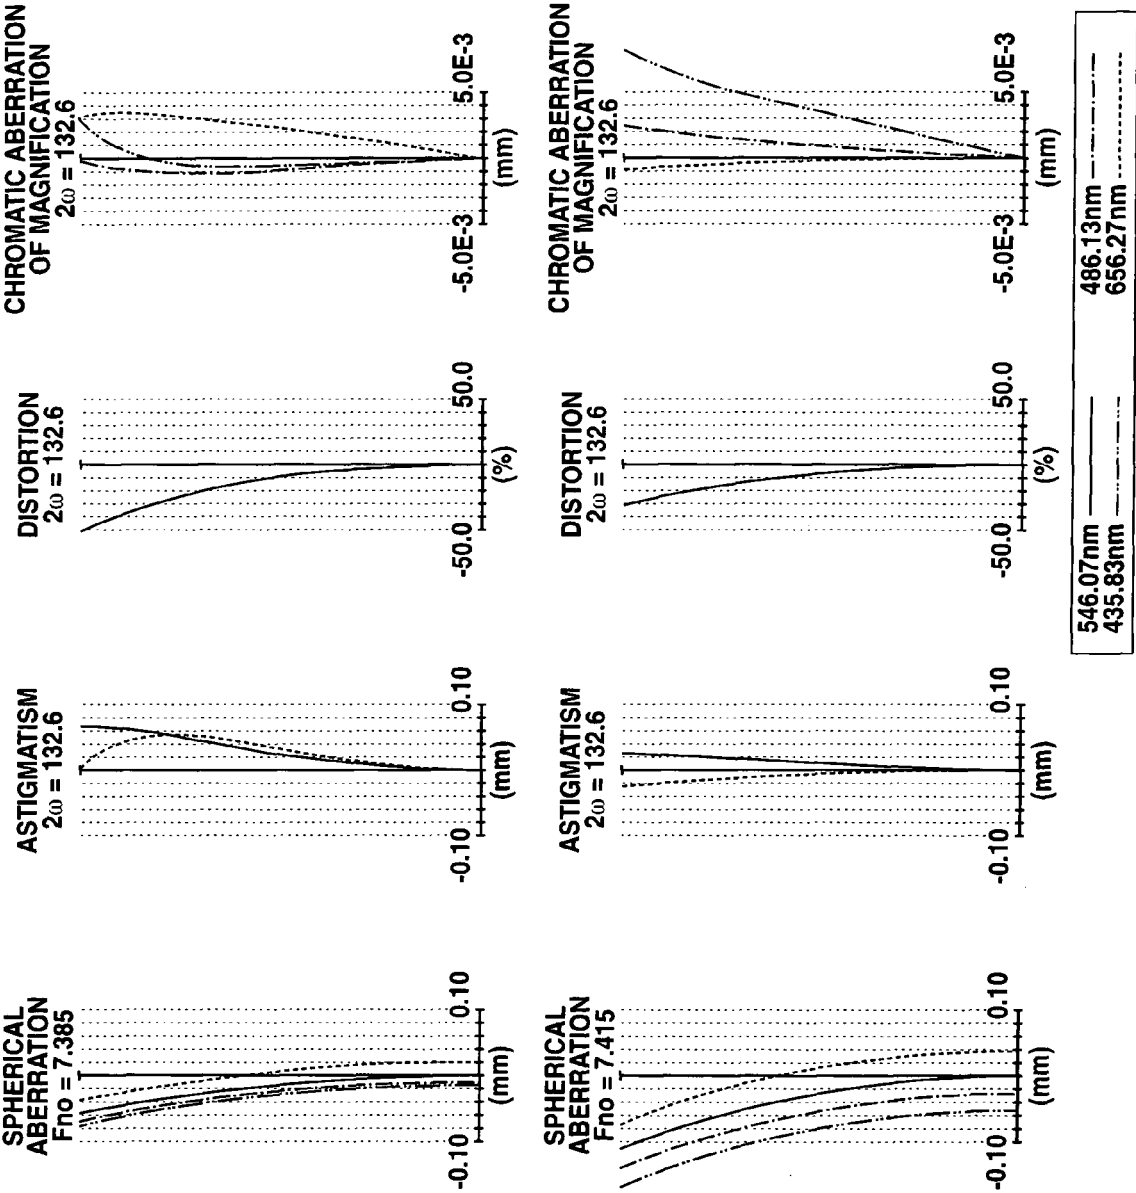 SPHERICAL
ABERRATION
Fno = 7.385
-0.10
0.10
(mm)
ASTIGMATISM
2ω = 132.6
-0.10
0.10
(mm)
DISTORTION
2ω = 132.6
-50.0
50.0
(%)
CHROMATIC ABERRATION
OF MAGNIFICATION
2ω = 132.6
-5.0E-3
5.0E-3
(mm)
SPHERICAL
ABERRATION
Fno = 7.415
-0.10
0.10
(mm)
ASTIGMATISM
2ω = 132.6
-0.10
0.10
(mm)
DISTORTION
2ω = 132.6
-50.0
50.0
(%)
CHROMATIC ABERRATION
OF MAGNIFICATION
2ω = 132.6
-5.0E-3
5.0E-3
(mm)
546.07nm
486.13nm
435.83nm
656.27nm